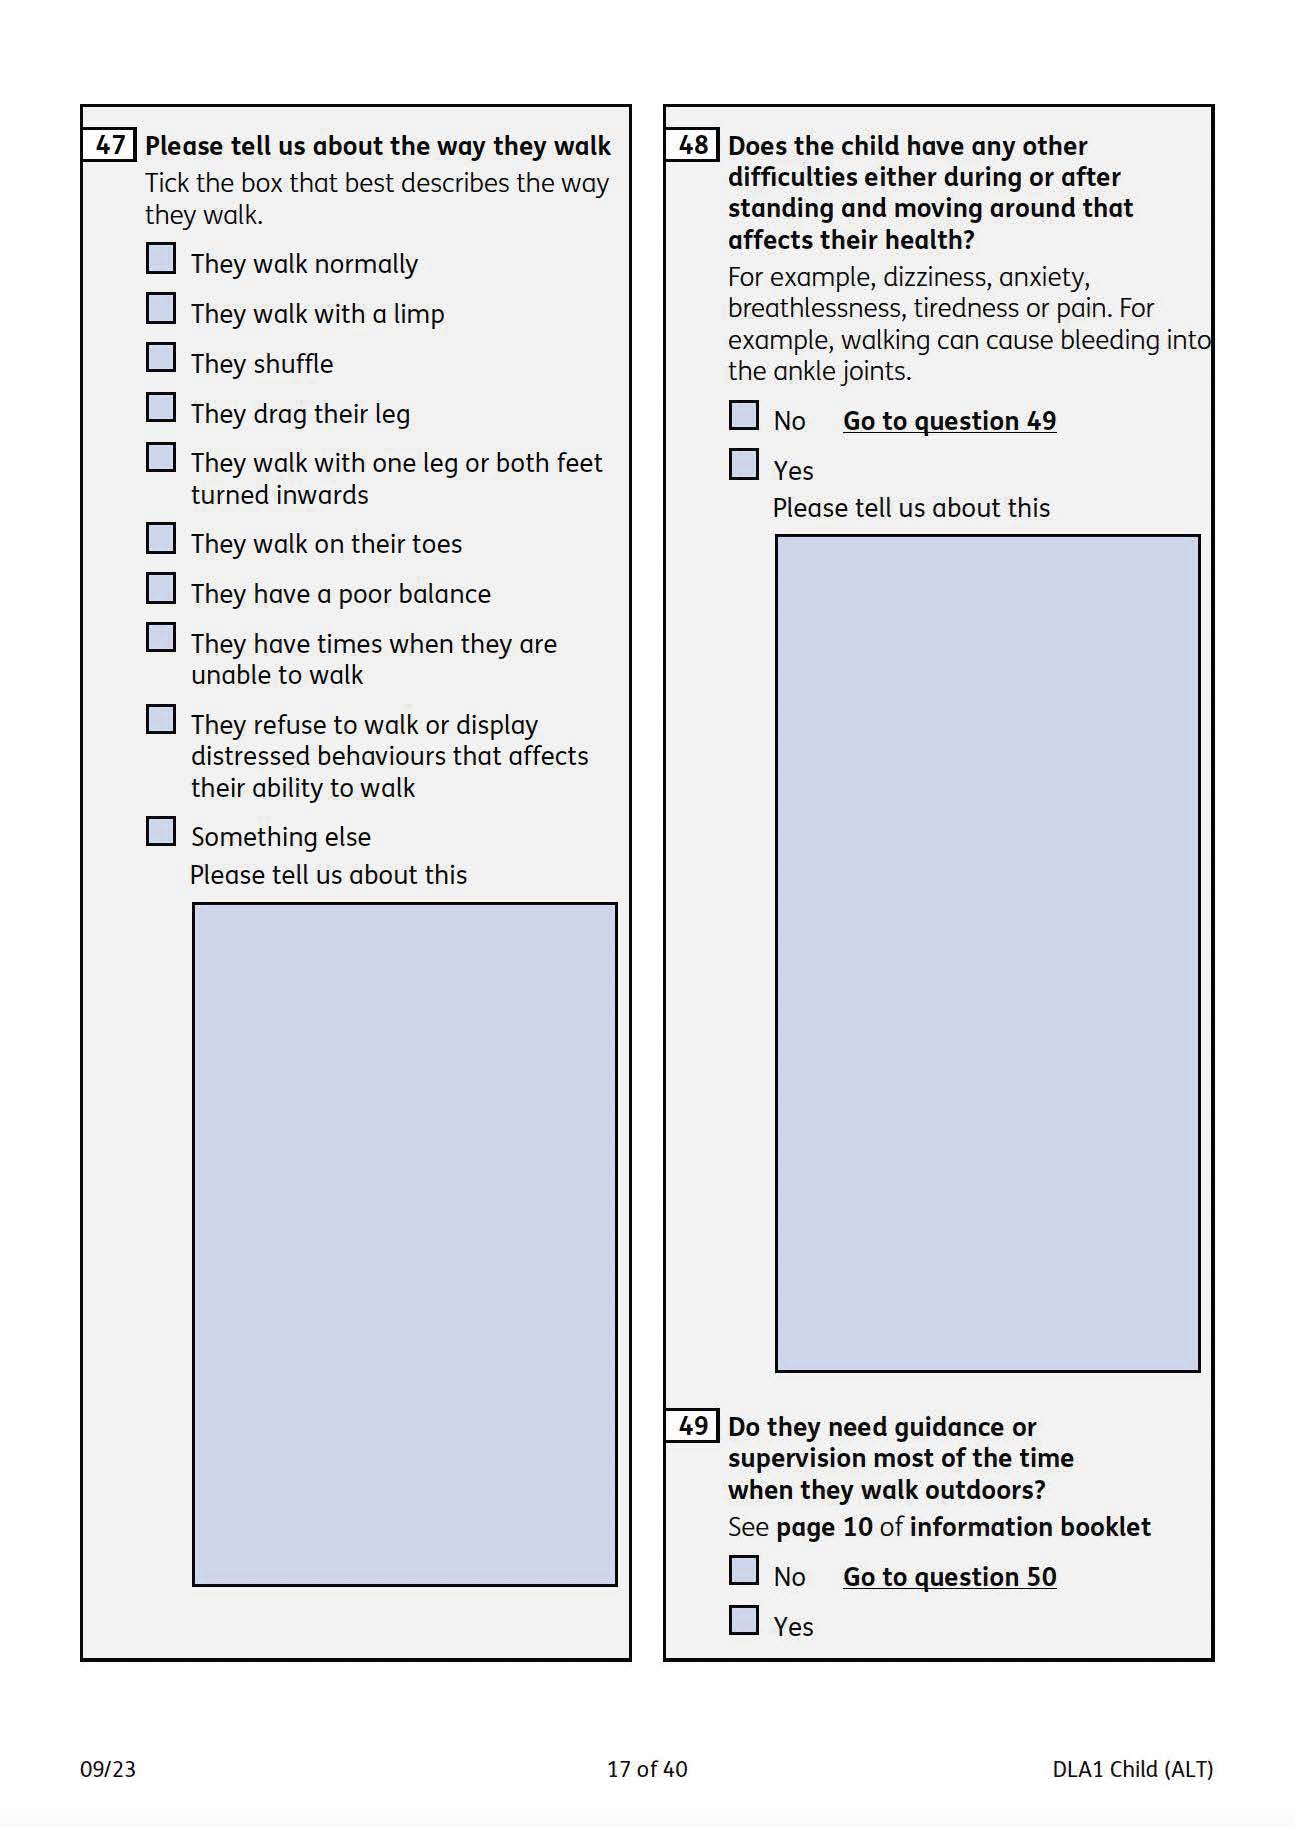 47 Please tell us about the way they walk
Tick the box that best describes the way
they walk.
They walk normally
They walk with a limp
They shuffle
They drag their leg
They walk with one leg or both feet
turned inwards
They walk on their toes
They have a poor balance
They have times when they are
unable to walk
They refuse to walk or display
distressed behaviours that affects
their ability to walk
Something else
Please tell us about this
48 Does the child have any other
difficulties either during or after
standing and moving around that
affects their health?
For example, dizziness, anxiety,
breathlessness, tiredness or pain. For
example, walking can cause bleeding into
the ankle joints.
No Go to question 49
Yes
Please tell us about this
49 Do they need guidance or
supervision most of the time
when they walk outdoors?
See page 10 of information booklet
No Go to question 50
Yes
09/23 17 of 40 DLA1 Child (ALT)